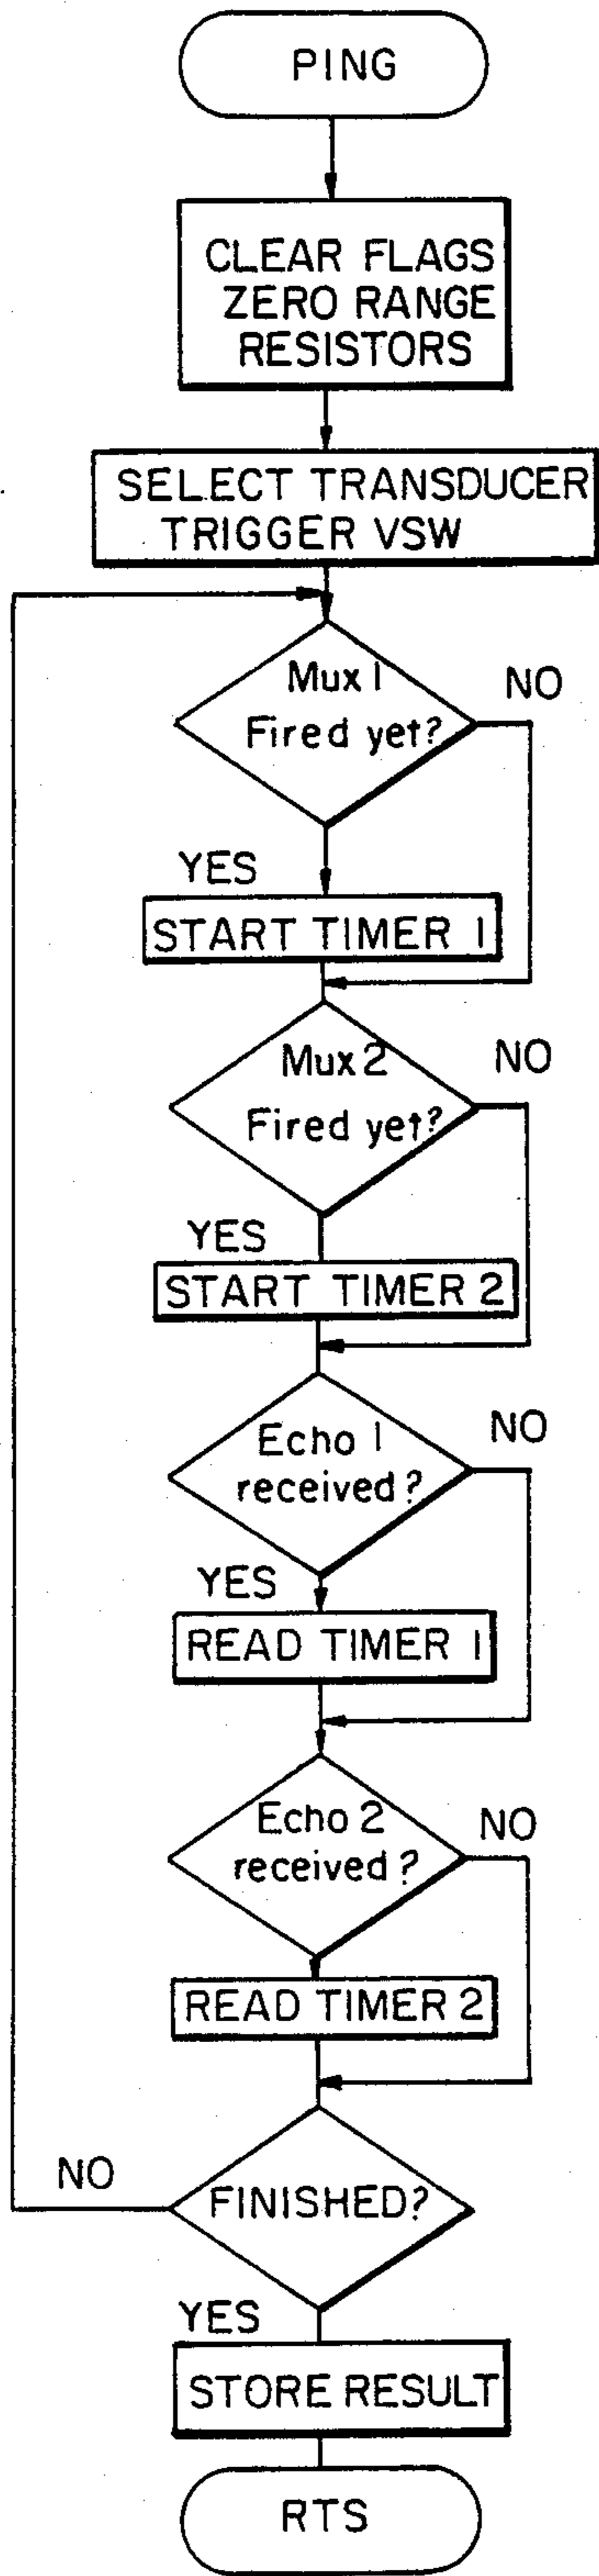 PING
CLEAR FLAGS
ZERO RANGE
RESISTORS
SELECT TRANSDUCER
TRIGGER VSW
Mux 1
Fired yet?
NO
YES
START TIMER 1
Mux 2
Fired yet?
NO
YES
START TIMER 2
Echo 1
received?
NO
YES
READ TIMER 1
Echo 2
received?
NO
READ TIMER 2
FINISHED?
NO
YES
STORE RESULT
RTS